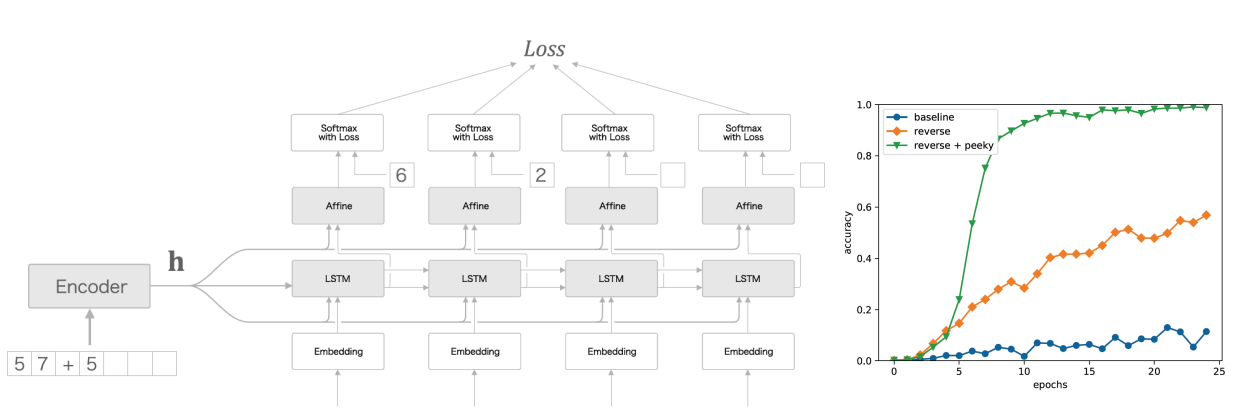 Loss
Softmax with Loss
Softmax with Loss
Softmax with Loss
Softmax with Loss
6
2
Affine
Affine
Affine
Affine
h
Encoder
LSTM
LSTM
LSTM
LSTM
5 7 + 5
Embedding
Embedding
Embedding
Embedding
1.0
0.8
0.6
0.4
0.2
0.0
accuracy
baseline
reverse
reverse + peeky
0 5 10 15 20 25
epochs